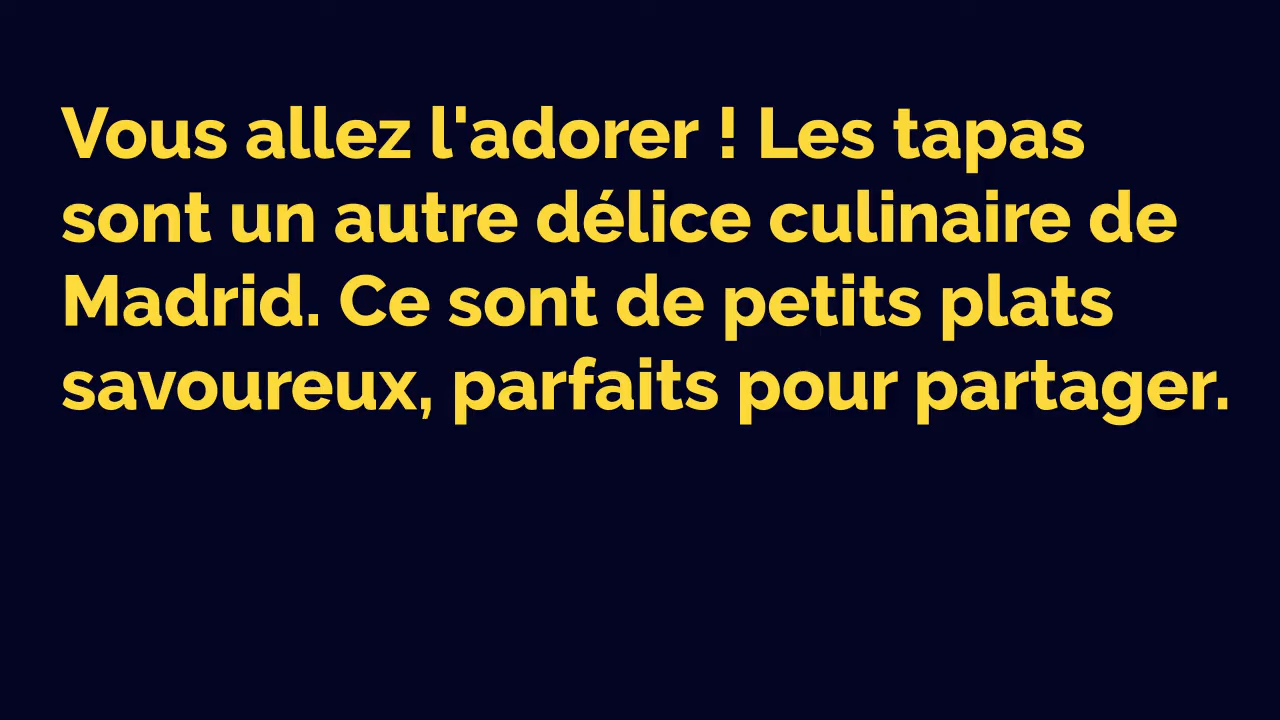 Vous allez l'adorer ! Les tapas
sont un autre délice culinaire de
Madrid. Ce sont de petits plats
savoureux, parfaits pour partager.